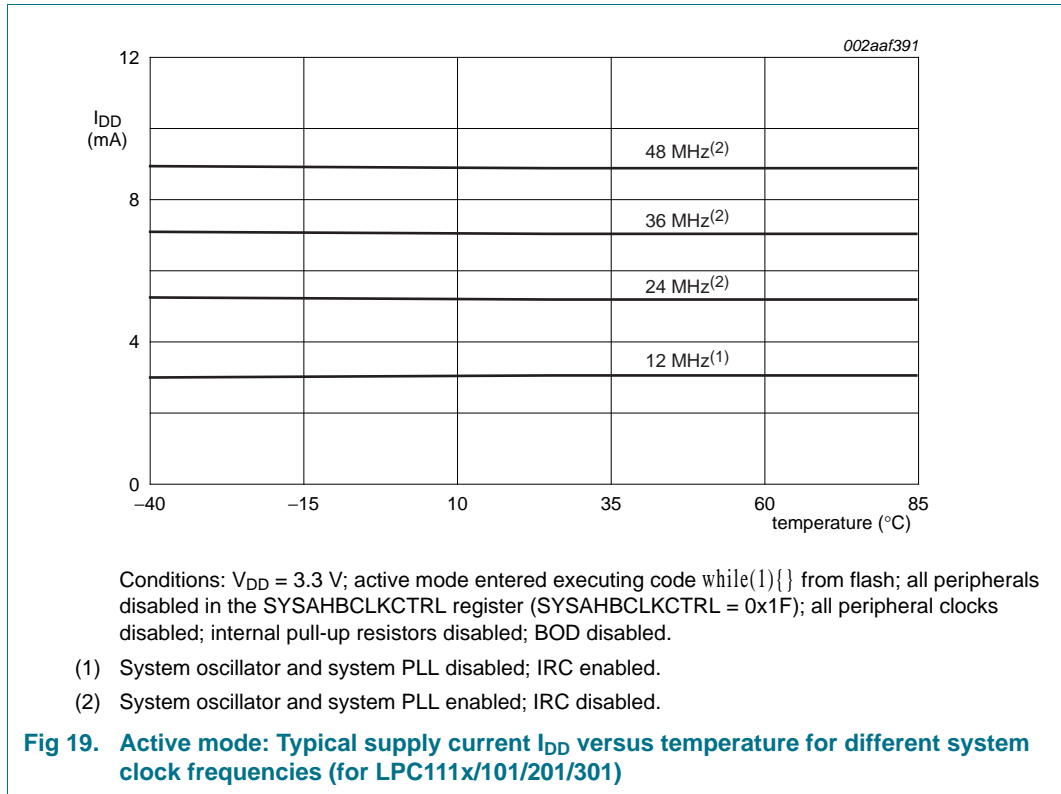 002aaf391
12
IDD
(mA)
48 MHz(2)
8
36 MHz(2)
24 MHz(2)
4
12 MHz(1)
0
−40 −15 10 35 60 85
temperature (°C)
Conditions: VDD = 3.3 V; active mode entered executing code while(1){} from flash; all peripherals
disabled in the SYSAHBCLKCTRL register (SYSAHBCLKCTRL = 0x1F); all peripheral clocks
disabled; internal pull-up resistors disabled; BOD disabled.
(1) System oscillator and system PLL disabled; IRC enabled.
(2) System oscillator and system PLL enabled; IRC disabled.
Fig 19. Active mode: Typical supply current IDD versus temperature for different system
clock frequencies (for LPC111x/101/201/301)